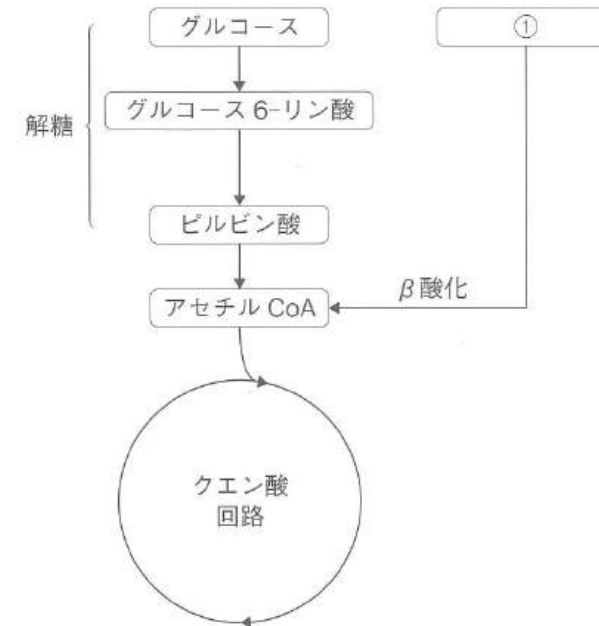 グルコース
①
グルコース 6-リン酸
解糖
ピルビン酸
アセチル CoA
β酸化
クエン酸
回路